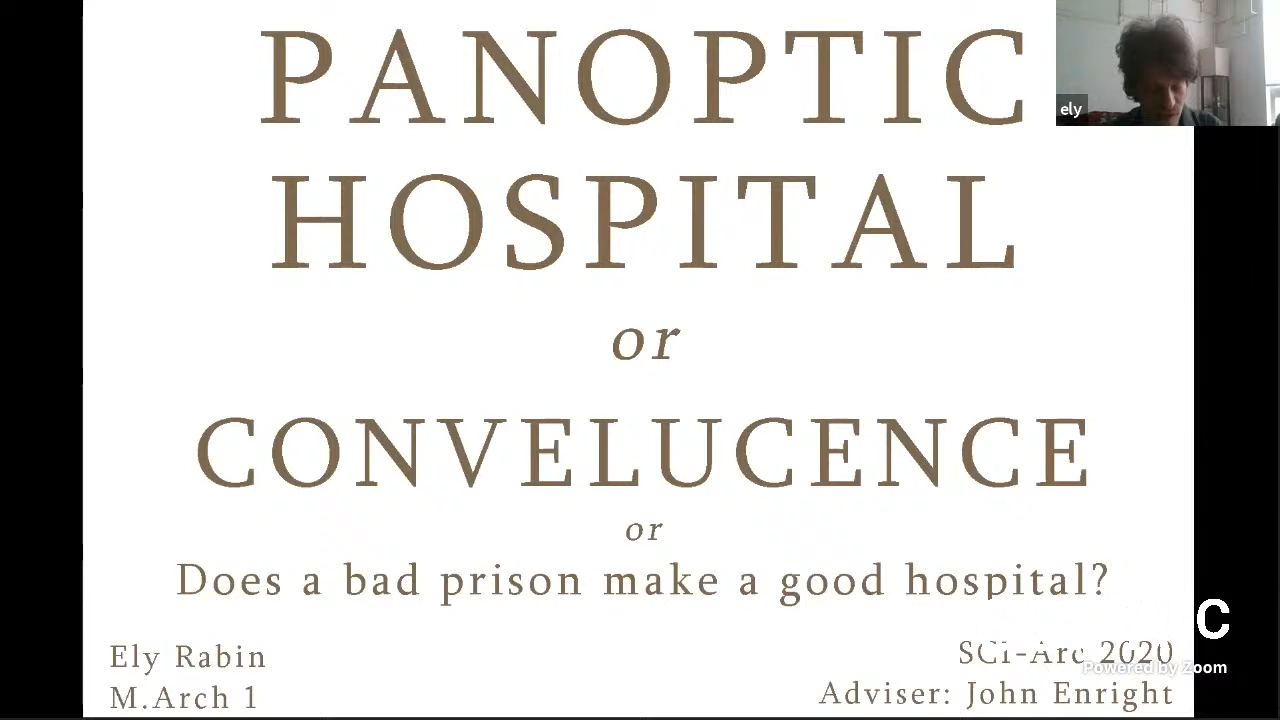 PANOPTIC
ely
HOSPITAL
or
CONVELUCENCE
or
Does a bad prison make a good hospital?
C
Ely Rabin
SCI-Arc 2020
Powered by Zoom
M.Arch 1
Adviser: John Enright